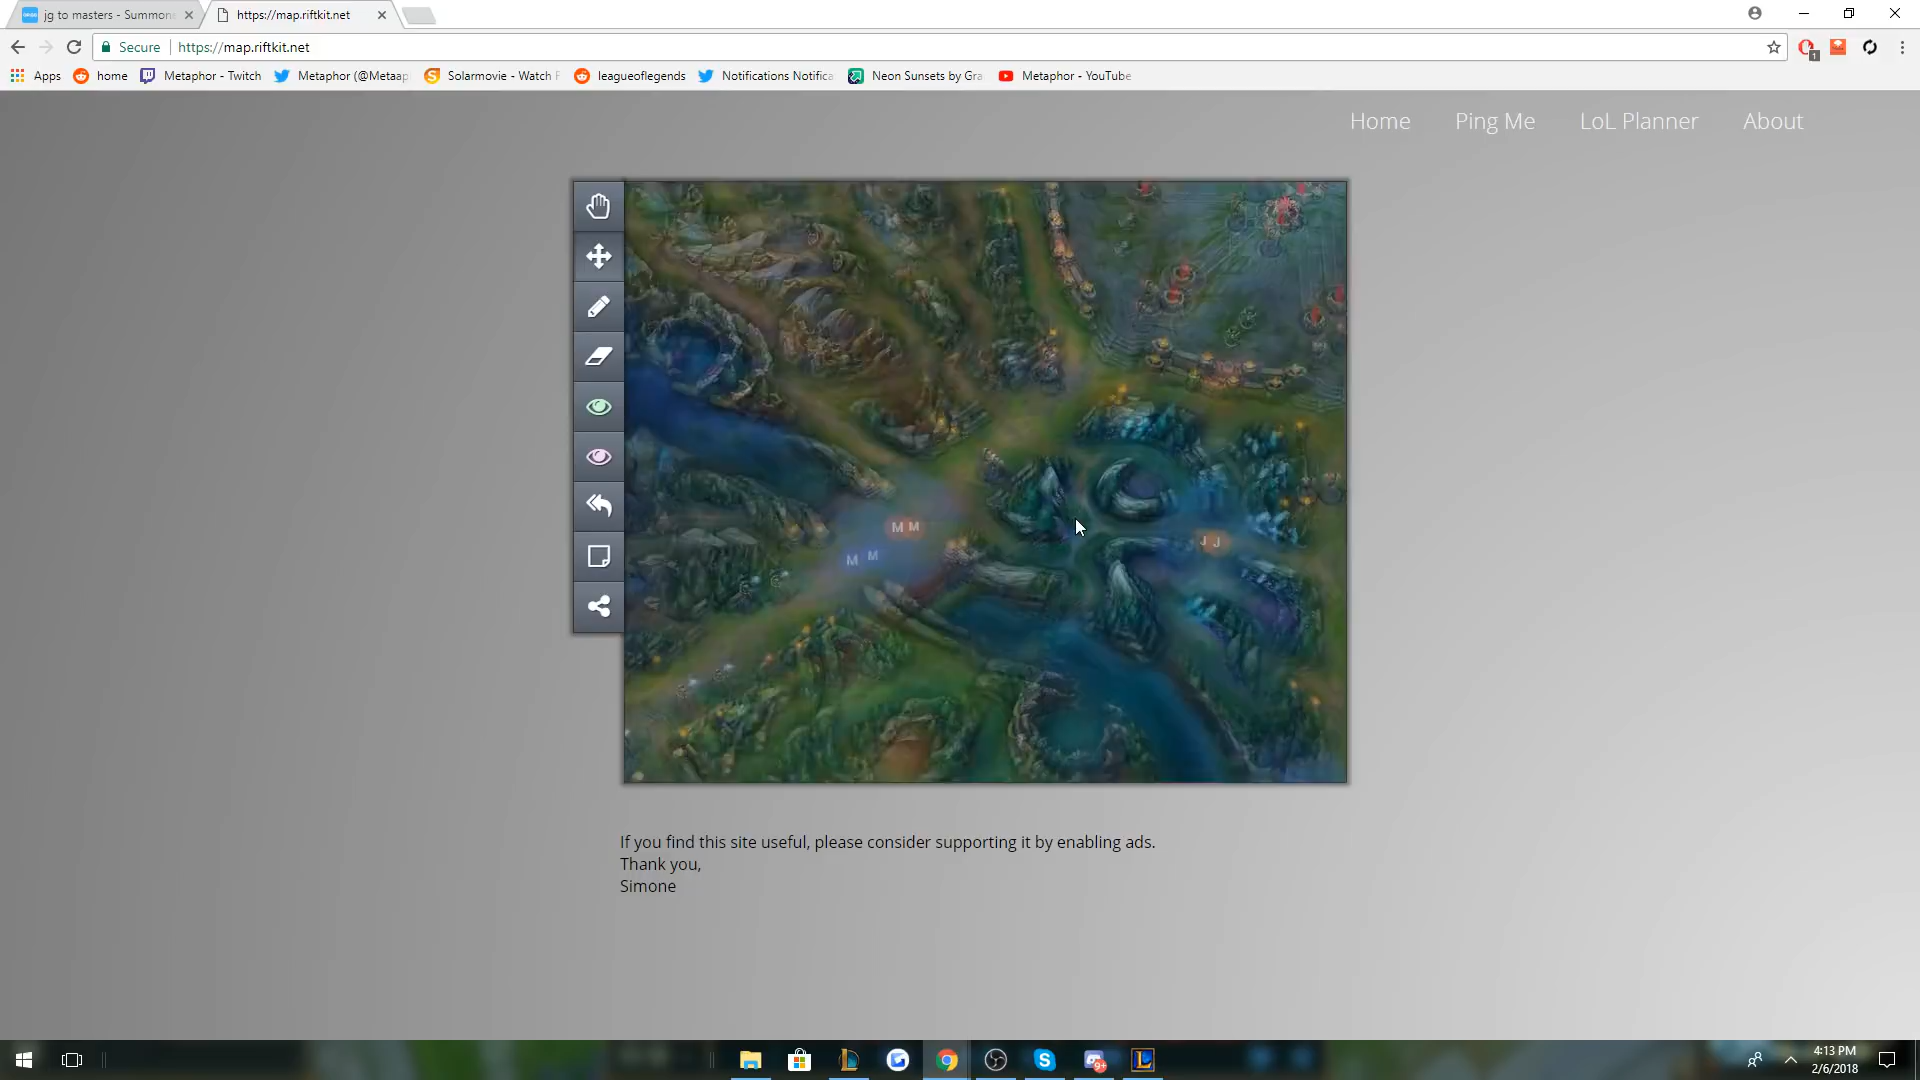 jg to masters - Summon
https://map.riftkit.net
Secure
https://map.riftkit.net
1
Apps
home
Metaphor - Twitch
Metaphor (@Metaap
Solarmovie - Watch F
leagueoflegends
Notifications Notifica
Neon Sunsets by Gra
Metaphor - YouTube
Home
Ping Me
LoL Planner
About
M M
M M
J J
If you find this site useful, please consider supporting it by enabling ads.
Thank you,
Simone
9+
4:13 PM
2/6/2018